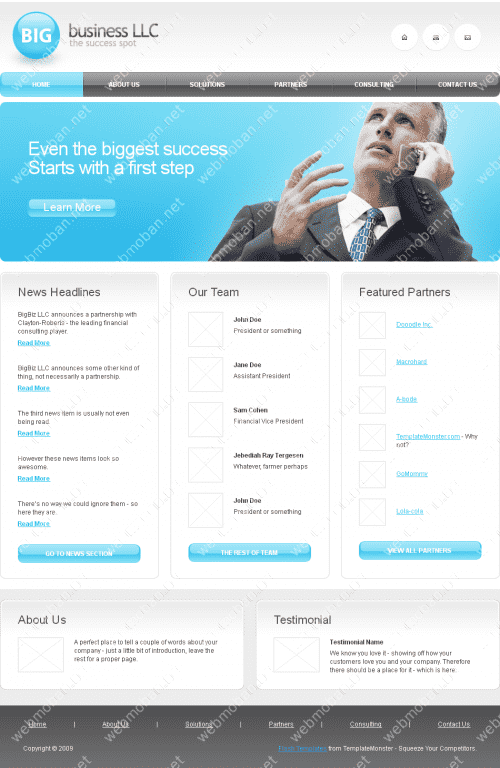 BIG business LLC
the success spot
HOME ABOUT US SOLUTIONS PARTNERS CONSULTING CONTACT US
Even the biggest success
Starts with a first step
Learn More
News Headlines
BigBiz LLC announces a partnership with
Clayton-Roberts - the leading financial
consulting player.
Read More
BigBiz LLC announces some other kind of
thing, not necessarily a partnership.
Read More
The third news item is usually not even
being read.
Read More
However these news items look so
awesome.
Read More
There's no way we could ignore them - so
here they are.
Read More
GO TO NEWS SECTION
Our Team
John Doe
President or something
Jane Doe
Assistant President
Sam Cohen
Financial Vice President
Jebediah Ray Tergesen
Whatever, farmer perhaps
John Doe
President or something
THE REST OF TEAM
Featured Partners
Dooodle Inc.
Macrohard
TemplateMonster.com - Why
not?
GoMommy
VIEW ALL PARTNERS
About Us
A perfect place to tell a couple of words about your
company - just a little bit of introduction, leave the
rest for a proper page.
Testimonial
Testimonial Name
We know you love it - showing off how your
customers love you and your company. Therefore
there should be a place for it - which is here.
Home | About Us | Solutions | Partners | Consulting | Contact Us
Copyright © 2009
Flash Templates from TemplateMonster - Squeeze Your Competitors.
webmoban.net